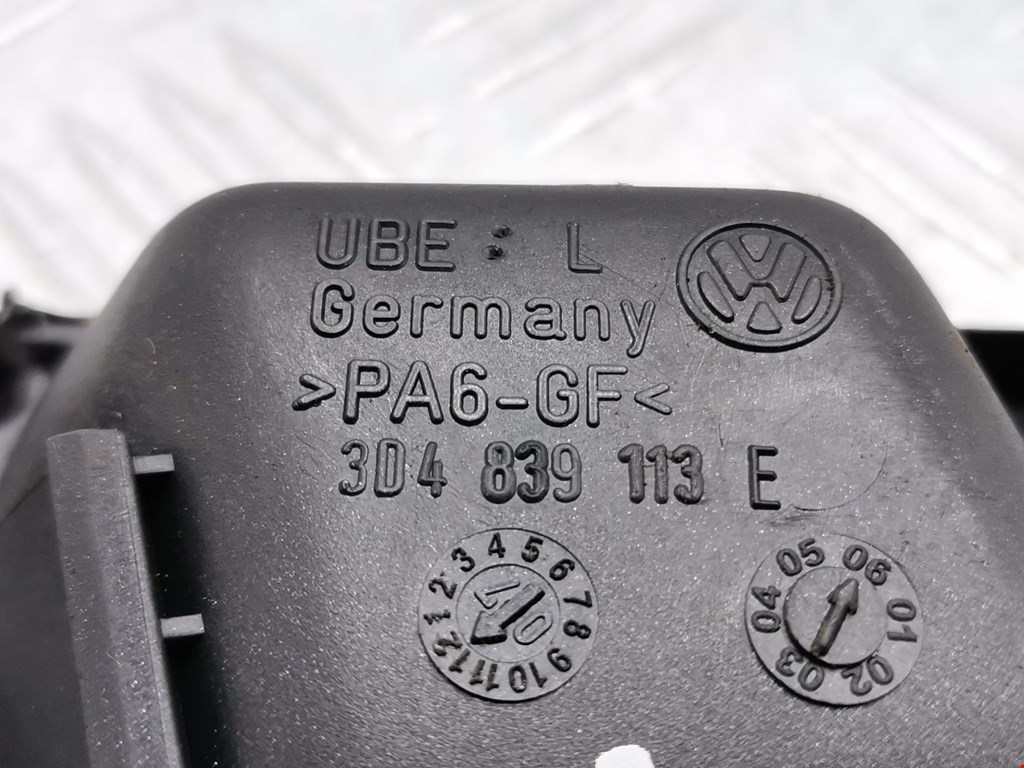 UBE : L
Germany
>PA6-GF<
3D4 839 113 E
1 2 3 4 5 6 7 8 9 10 11 12
01 02 03 04 05 06